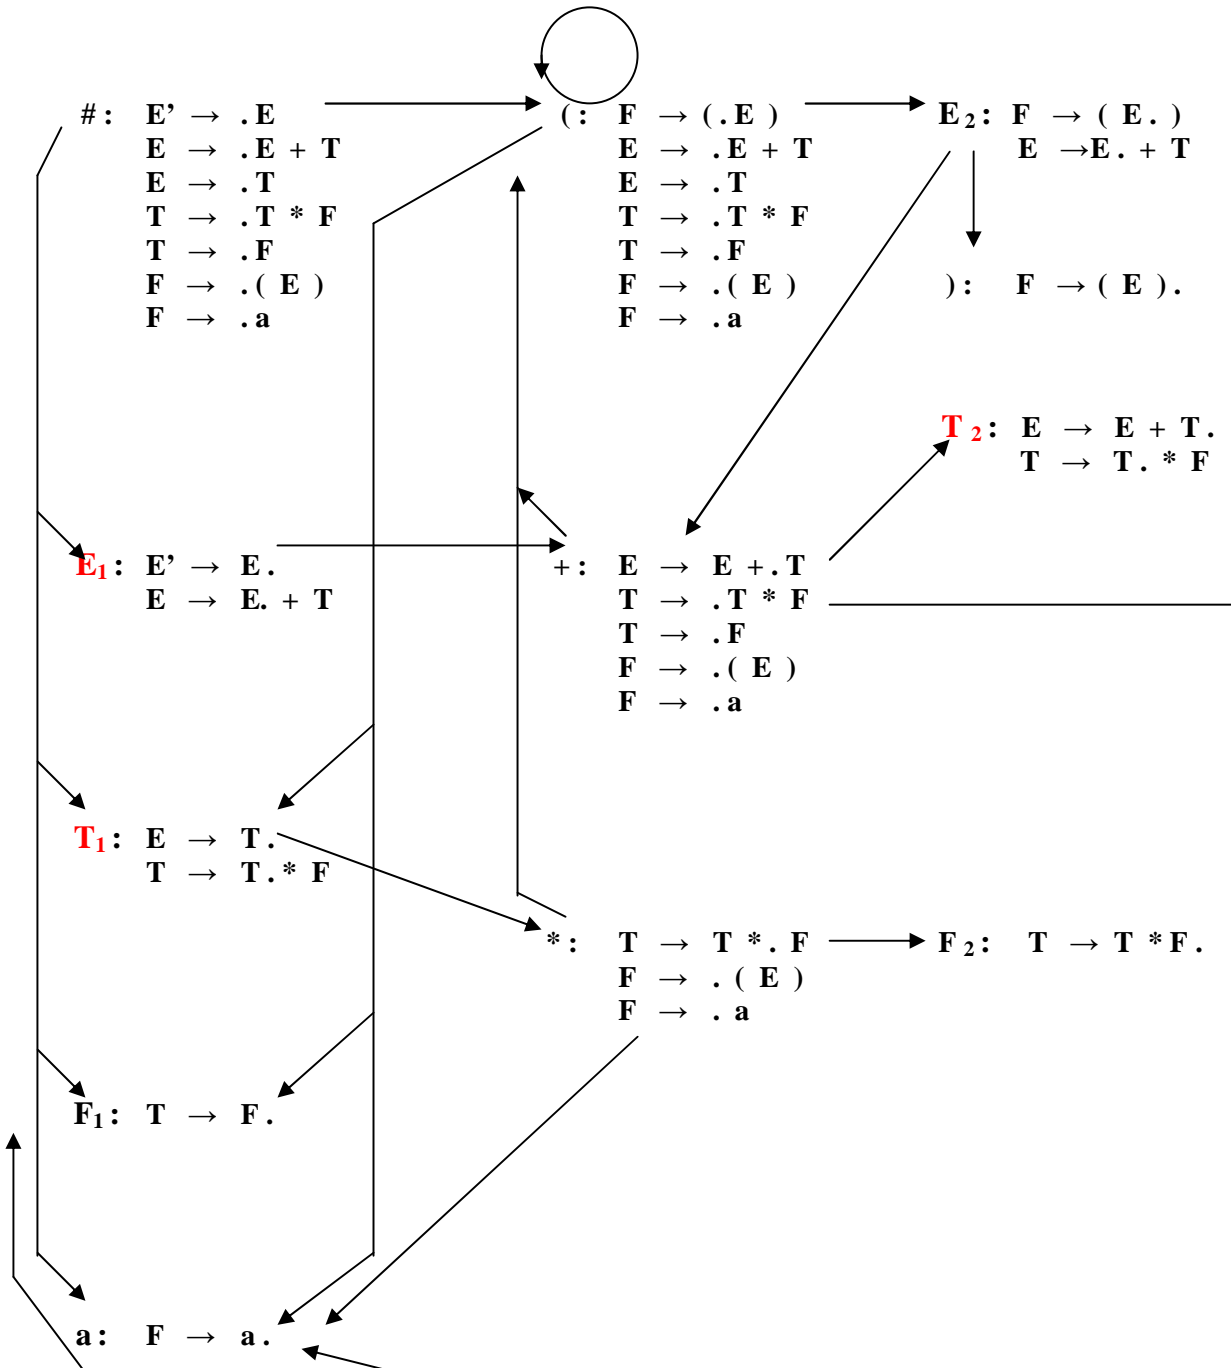 #: E’ → .E
E → .E + T
E → .T
T → .T * F
T → .F
F → .( E )
F → .a
(: F → (.E )
E → .E + T
E → .T
T → .T * F
T → .F
F → .( E )
F → .a
E2: F → ( E. )
E →E. + T
): F → ( E ).
T2: E → E + T.
T → T. * F
E1: E’ → E.
E → E. + T
+: E → E +.T
T → .T * F
T → .F
F → .( E )
F → .a
T1: E → T.
T → T.* F
*: T → T *. F
F → . ( E )
F → . a
F2: T → T *F.
F1: T → F.
a: F → a.